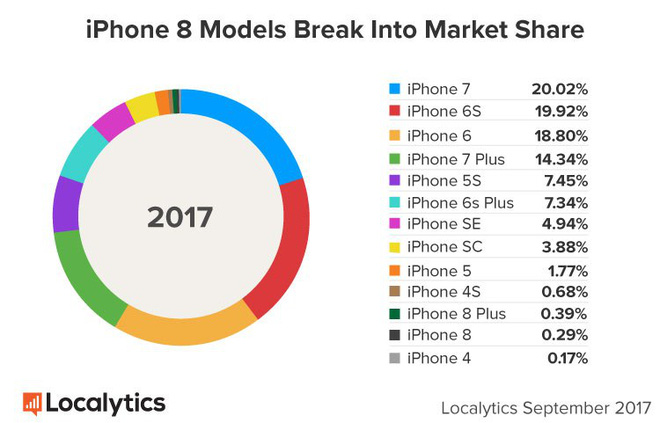 iPhone 8 Models Break Into Market Share
2017
iPhone 7 20.02%
iPhone 6S 19.92%
iPhone 6 18.80%
iPhone 7 Plus 14.34%
iPhone 5S 7.45%
iPhone 6s Plus 7.34%
iPhone SE 4.94%
iPhone SC 3.88%
iPhone 5 1.77%
iPhone 4S 0.68%
iPhone 8 Plus 0.39%
iPhone 8 0.29%
iPhone 4 0.17%
Localytics
Localytics September 2017